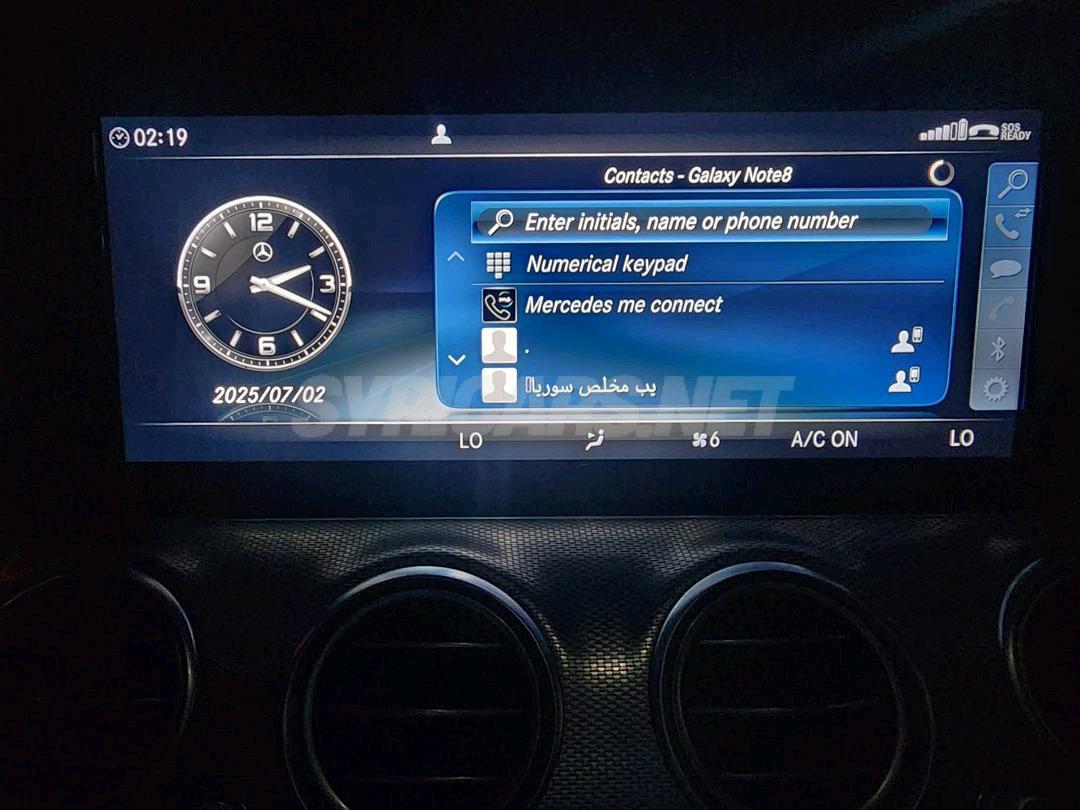 02:19
SOS
READY
Contacts - Galaxy Note8
12
3
6
9
Enter initials, name or phone number
Numerical keypad
Mercedes me connect
.
يب مخلص سوريا
2025/07/02
SYRICARS.NET
LO
6
A/C ON
LO